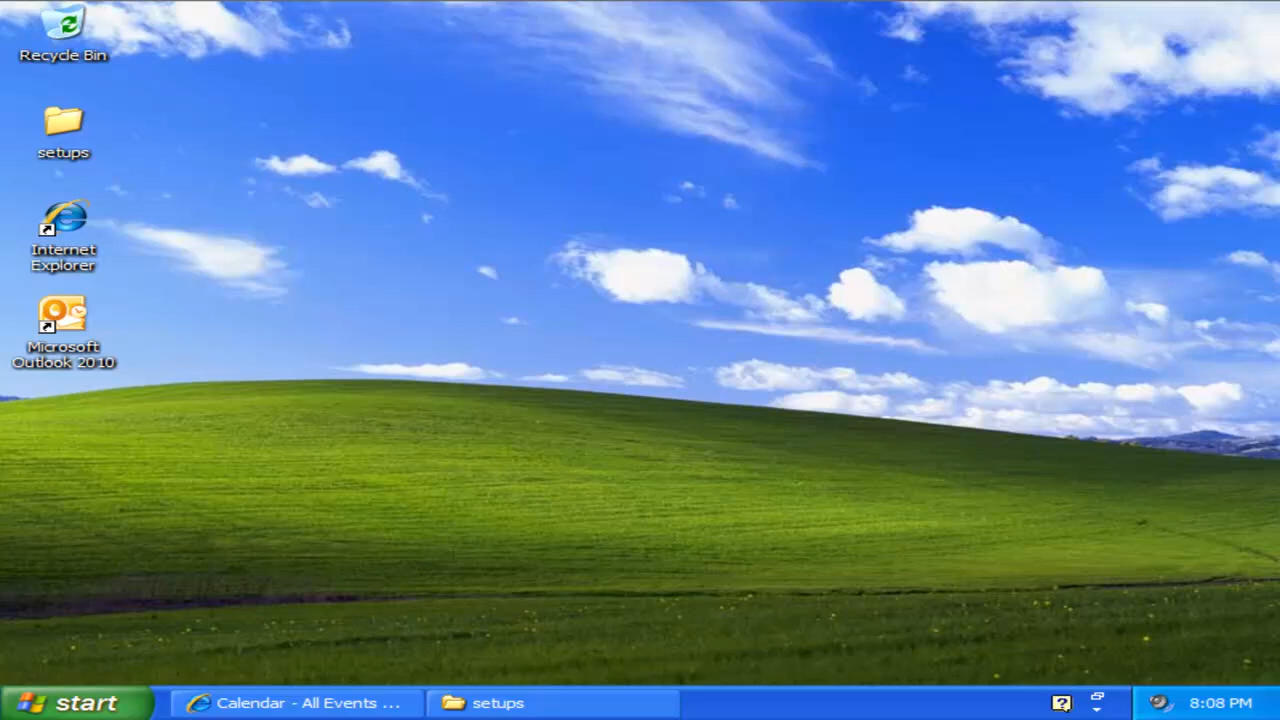 Recycle Bin
setups
Internet
Explorer
Microsoft
Outlook 2010
start
Calendar - All Events ...
setups
?
8:08 PM